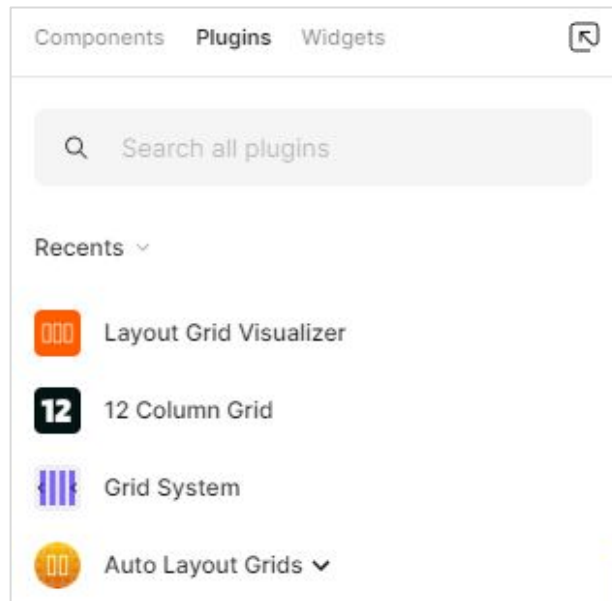 Components Plugins Widgets
Search all plugins
Recents
Layout Grid Visualizer
12 12 Column Grid
Grid System
Auto Layout Grids